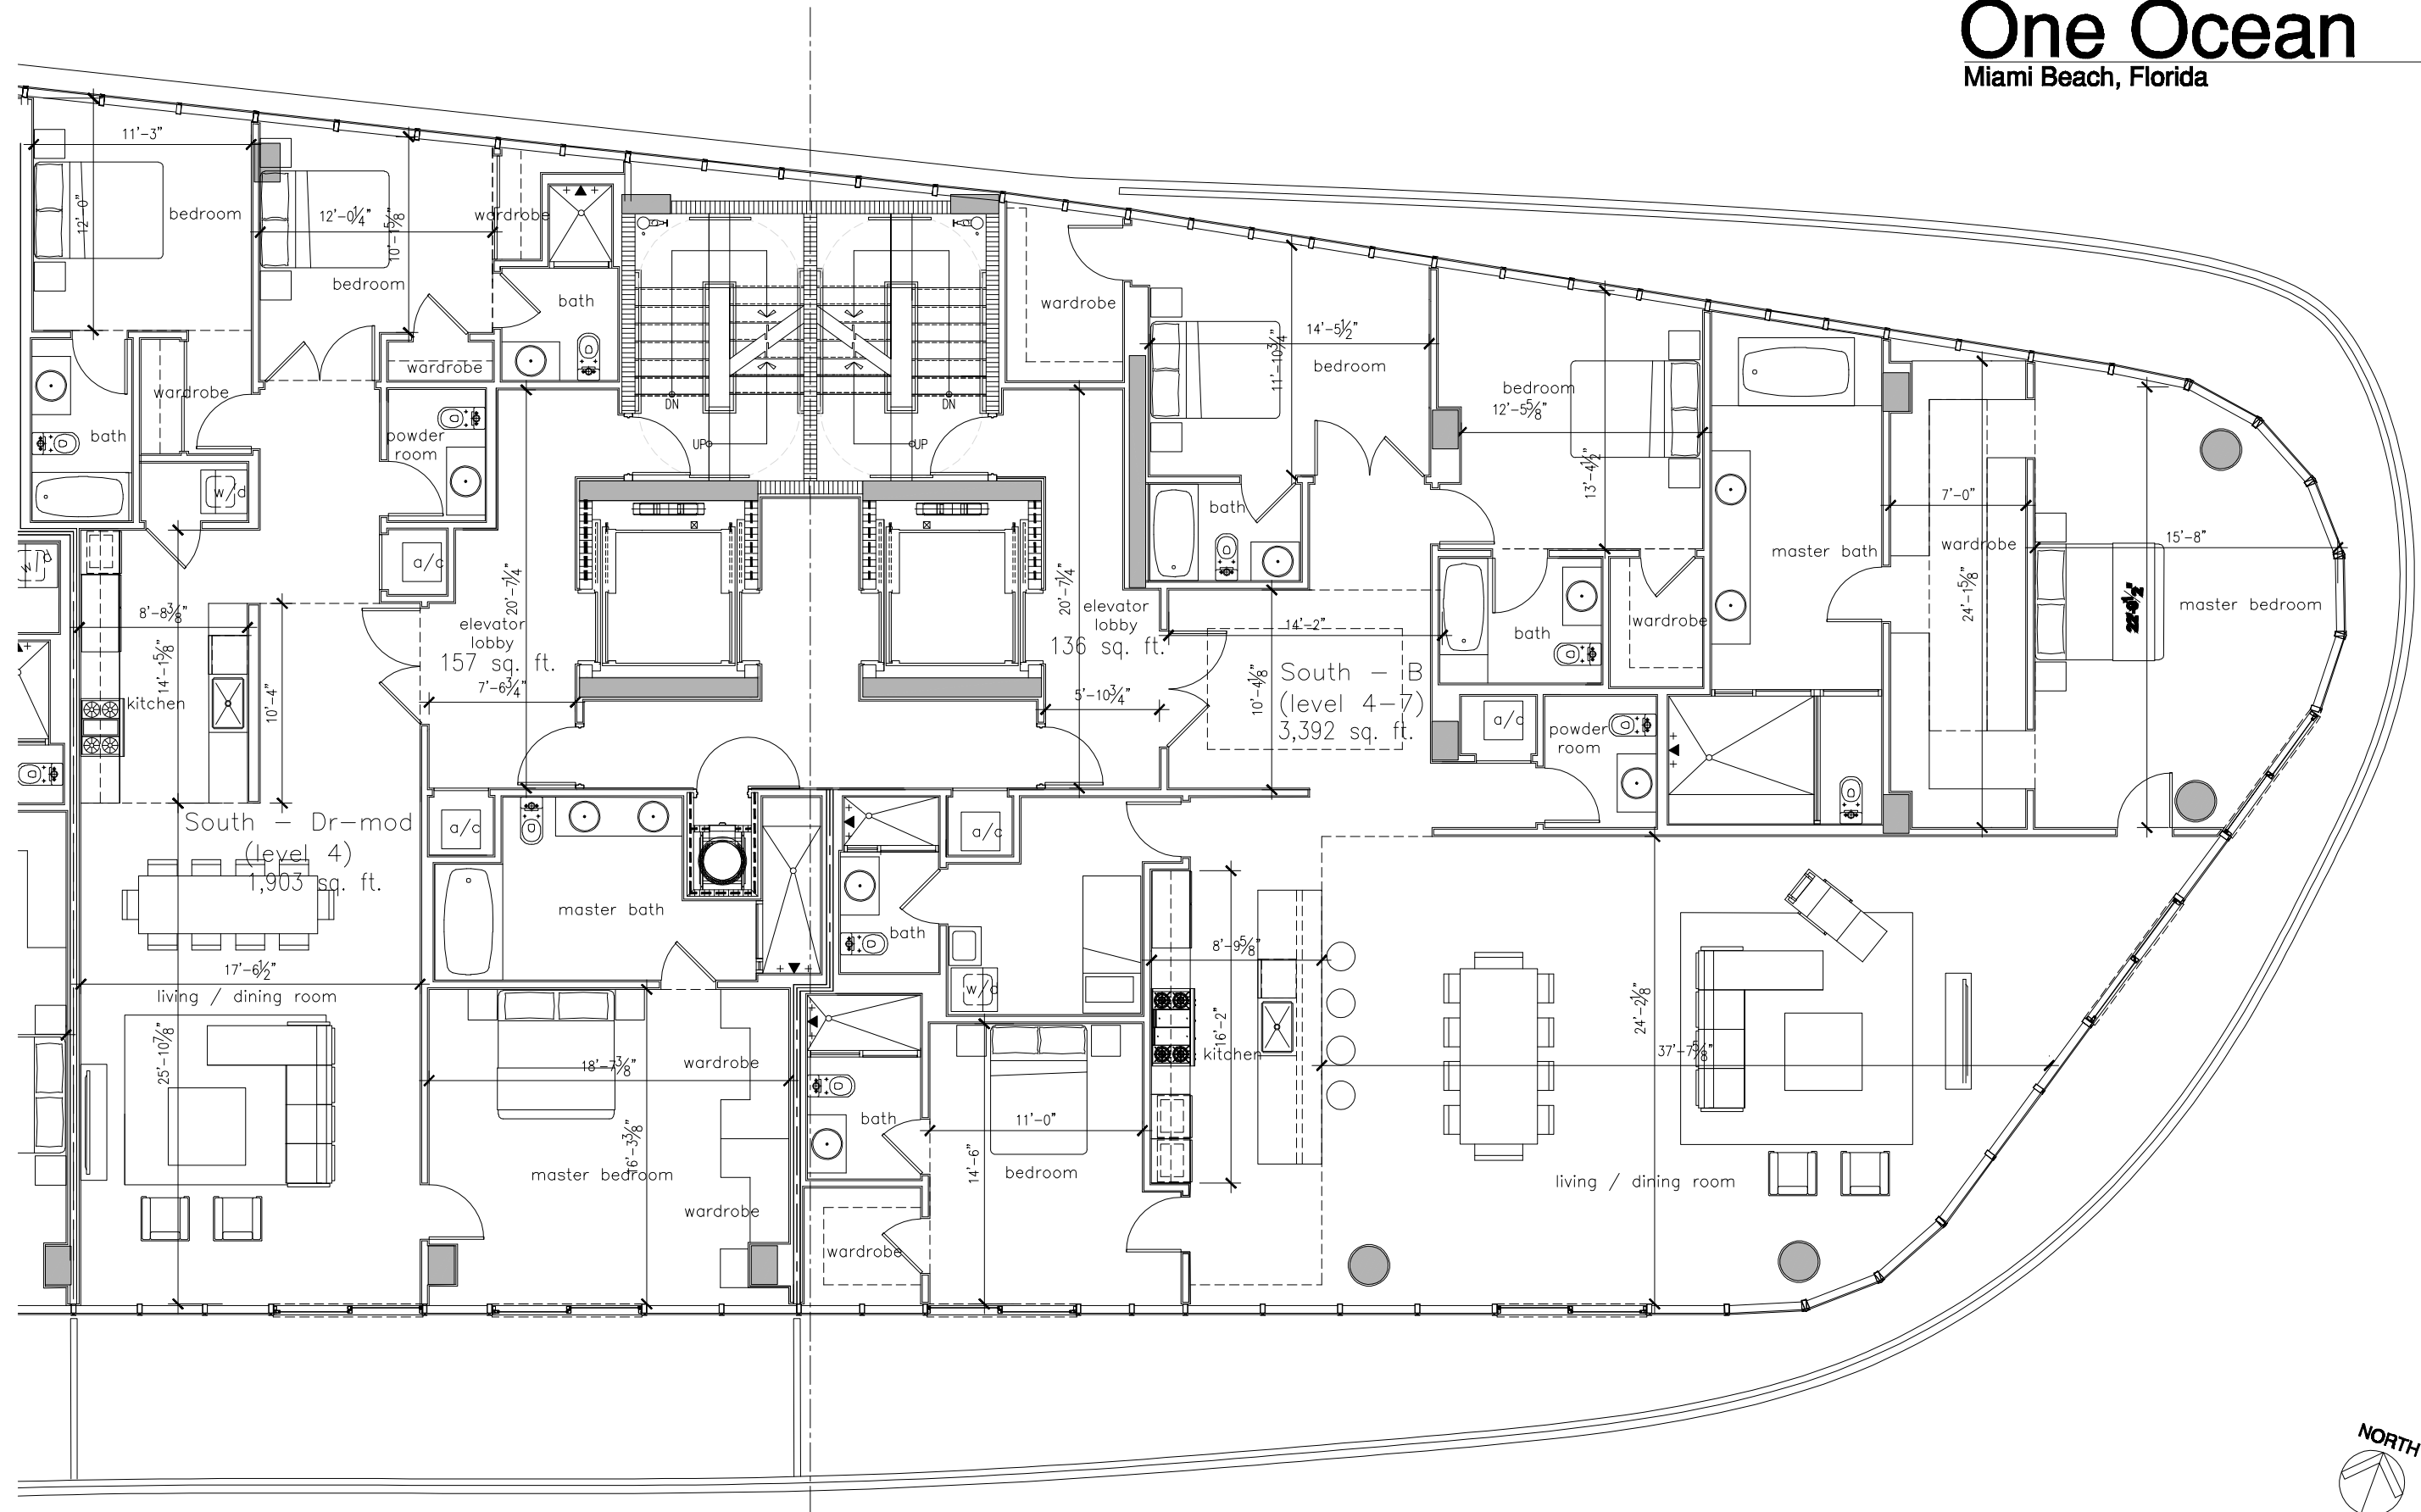 One Ocean
Miami Beach, Florida
11'-3"
12'-0"
bedroom
12'-0¼"
10'-1⅝"
bedroom
wardrobe
bath
wardrobe
wardrobe
bath
powder
room
w/d
a/c
DN
UP
DN
UP
wardrobe
14'-5½"
11'-10¾"
bedroom
bedroom
12'-5⅝"
13'-4½"
bath
master bath
7'-0"
wardrobe
24'-1⅝"
15'-8"
master bedroom
w/d
8'-8⅜"
14'-1⅝"
kitchen
10'-4"
20'-7¼"
elevator
lobby
157 sq. ft.
7'-6¾"
20'-7¼"
elevator
lobby
136 sq. ft.
5'-10¾"
14'-2"
South - B
(level 4-7)
3,392 sq. ft.
10'-4⅛"
bath
wardrobe
a/c
powder
room
South - Dr-mod
(level 4)
1,903 sq. ft.
a/c
master bath
bath
a/c
w/d
17'-6½"
living / dining room
25'-10⅞"
18'-7⅜"
16'-3⅜"
master bedroom
wardrobe
wardrobe
bath
wardrobe
11'-0"
14'-6"
bedroom
8'-9⅝"
16'-2"
kitchen
24'-2⅛"
37'-7⅝"
living / dining room
NORTH